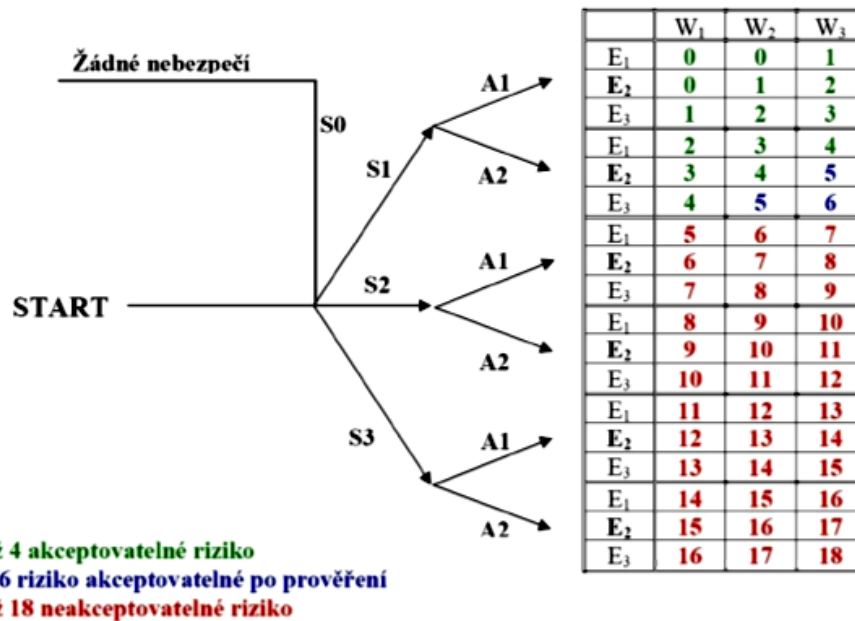 Žádné nebezpečí
START
S0
S1
S2
S3
A1
A2
A1
A2
A1
A2
W₁ W₂ W₃
E₁ 0 0 1
E₂ 0 1 2
E₃ 1 2 3
E₁ 2 3 4
E₂ 3 4 5
E₃ 4 5 6
E₁ 5 6 7
E₂ 6 7 8
E₃ 7 8 9
E₁ 8 9 10
E₂ 9 10 11
E₃ 10 11 12
E₁ 11 12 13
E₂ 12 13 14
E₃ 13 14 15
E₁ 14 15 16
E₂ 15 16 17
E₃ 16 17 18
4 akceptovatelné riziko
6 riziko akceptovatelné po prověření
18 neakceptovatelné riziko